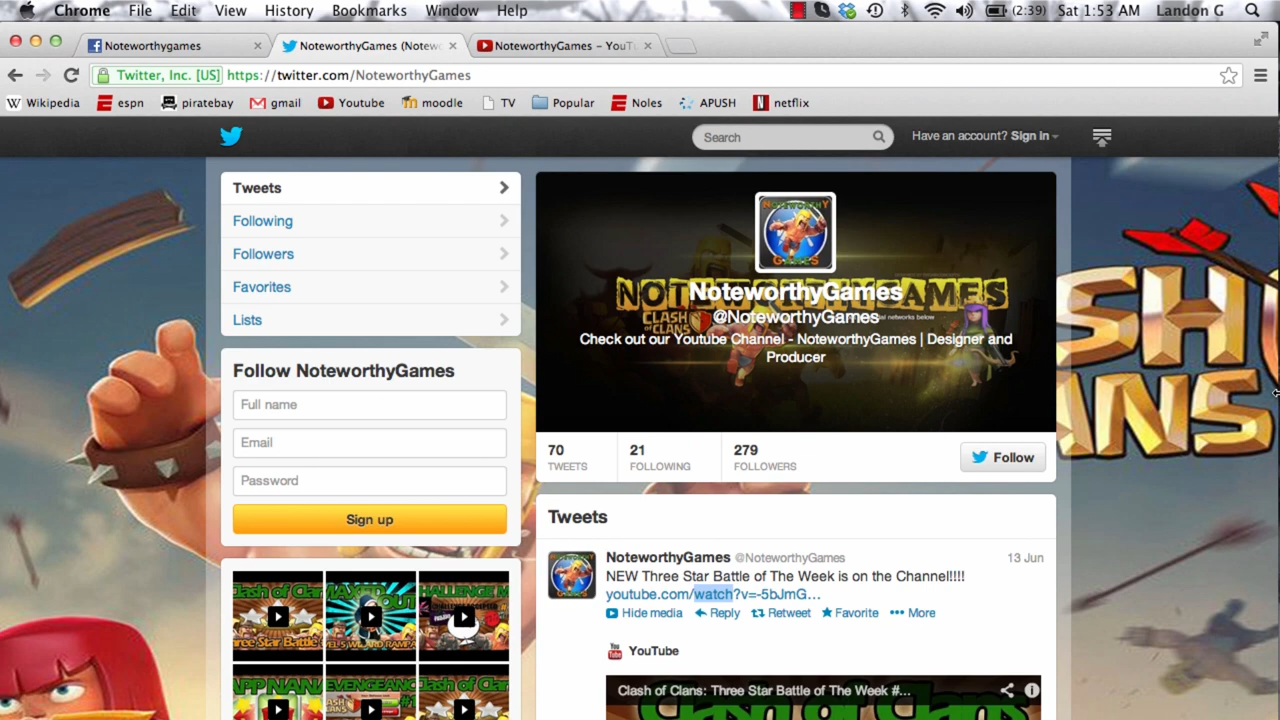 Chrome File Edit View History Bookmarks Window Help (2:39) Sat 1:53 AM Landon G
Noteworthygames
NoteworthyGames (Notew
NoteworthyGames - YouT
Twitter, Inc. [US] https://twitter.com/NoteworthyGames
Wikipedia espn piratebay gmail Youtube moodle TV Popular Noles APUSH netflix
Search
Have an account? Sign in
Tweets
Following
Followers
Favorites
Lists
Follow NoteworthyGames
Full name
Email
Password
Sign up
NOTEWORTHY
GAMES
NoteworthyGames
@NoteworthyGames
CLASH
OF CLANS
Check out our Youtube Channel - NoteworthyGames | Designer and
Producer
70
TWEETS
21
FOLLOWING
279
FOLLOWERS
Follow
Tweets
NoteworthyGames @NoteworthyGames 13 Jun
NEW Three Star Battle of The Week is on the Channel!!!!
youtube.com/watch?v=-5bJmG...
Hide media Reply Retweet Favorite More
YouTube
Clash of Clans: Three Star Battle of The Week #...